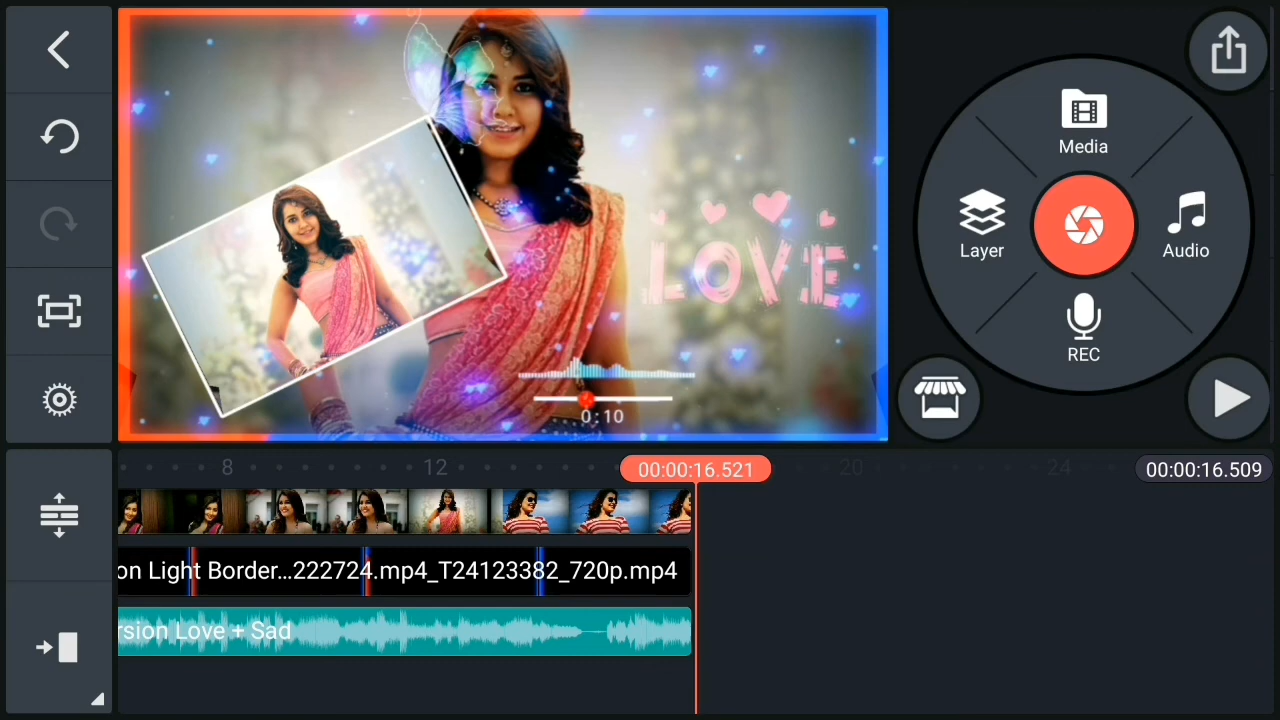 Media
Layer
Audio
REC
LOVE
0:10
8
12
00:00:16.521
20
24
00:00:16.509
on Light Border...222724.mp4_T24123382_720p.mp4
rsion Love + Sad